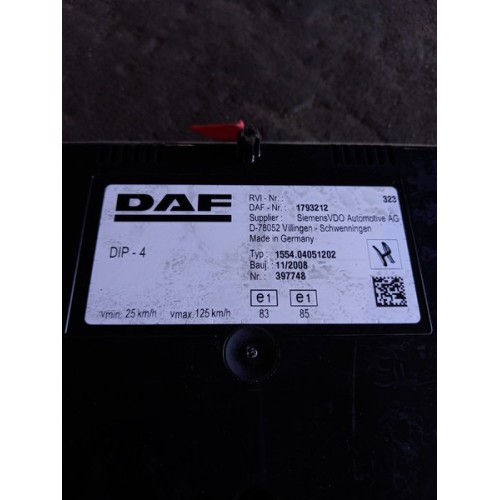 DAF
DIP - 4
vmin. 25 km/h vmax. 125 km/h
RVI - Nr. 323
DAF - Nr. : 1793212
Supplier : SiemensVDO Automotive AG
D-78052 Villingen - Schwenningen
Made in Germany
Typ : 1554.04051202
Bauj. : 11/2008
Nr. : 397748
e1 e1
83 85